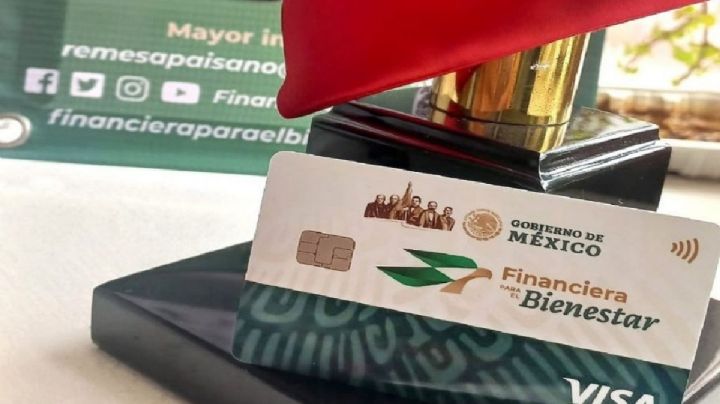 Mayor in
remesapaisano@
Finan
financieraparaelbi
GOBIERNO DE
MÉXICO
Financiera
PARA
EL Bienestar
VISA